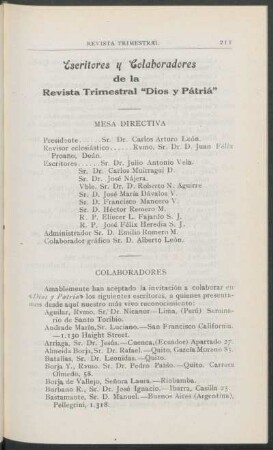 REVISTA TRIMESTRAL 217
Escritores y Colaboradores
de la
Revista Trimestral "Dios y Pátriá"
MESA DIRECTIVA
Presidente......Sr. Dr. Carlos Arturo León.
Revisor eclesiástico......Rvmo. Sr. Dr. D. Juan Félix
Proaño, Deán.
Escritores......Sr. Dr. Julio Antonio Vela.
Sr. Dr. Carlos Muirragui D.
Sr. Dr. José Nájera.
Vble. Sr. Dr. D. Roberto N. Aguirre
Sr. D. José María Dávalos V.
Sr. D. Francisco Mancero V.
Sr. D. Héctor Romero M.
R. P. Eliecer L. Fajardo S. J.
R. P. José Félix Heredia S. J.
Administrador Sr. D. Emilio Romero M.
Colaborador gráfico Sr. D. Alberto León.
COLABORADORES
Amablemente han aceptado la invitación a colaborar en
«Dios y Patria» los siguientes escritores, a quienes presenta-
mos desde aquí nuestro más vivo reconocimiento:
Aguilar, Rvmo. Sr. Nicanor.—Lima, (Perú) Semina-
rio de Santo Toribio.
Andrade Marín, Sr. Luciano.—San Francisco California.
—1.150 Haight Street.
Arriaga, Sr. Dr. Jesús.—Cuenca, (Ecuador) Apartado 27.
Almeida Borja, Sr. Dr. Rafael.—Quito, García Moreno 85.
Batallas, Sr. Leonidas.—Quito.
Borja Y., Rvmo. Sr. Dr. Pedro Pablo.—Quito. Carrera
Olmedo, 58.
Borja de Vallejo, Señora Laura.—Riobamba.
Burbano R., Sr. Dr. José Ignacio.—Ibarra, Casilla 13
Bustamante, Sr. D. Manuel.—Buenos Aires (Argentina),
Pellegrini, 1.318.